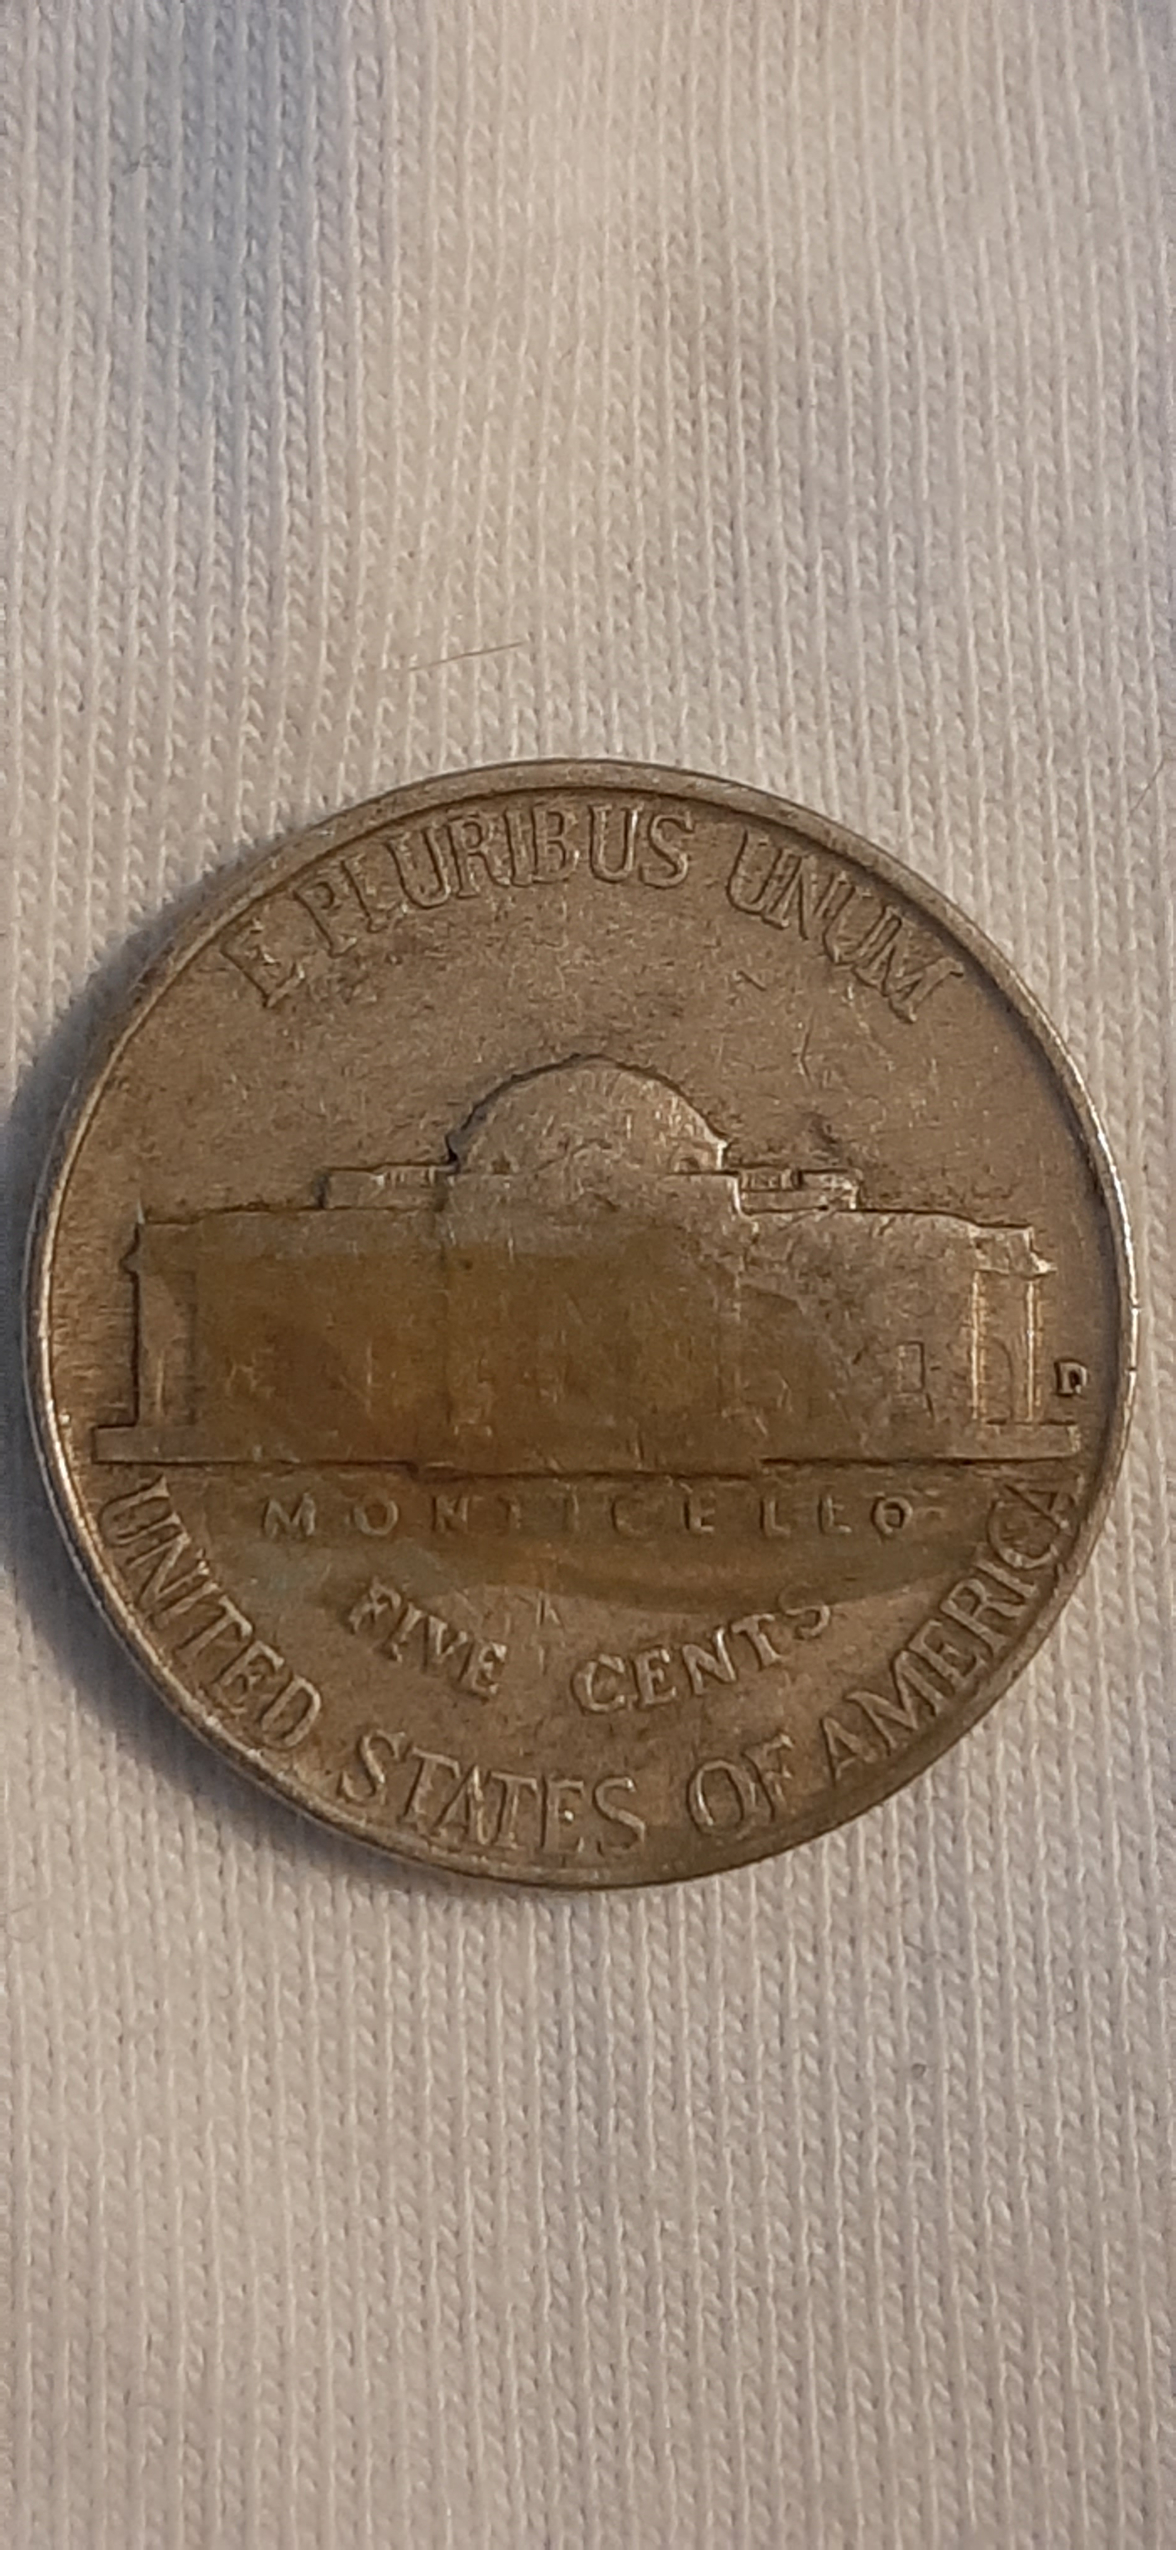 E PLURIBUS UNUM
D
MONTICELLO
FIVE CENTS
UNITED STATES OF AMERICA